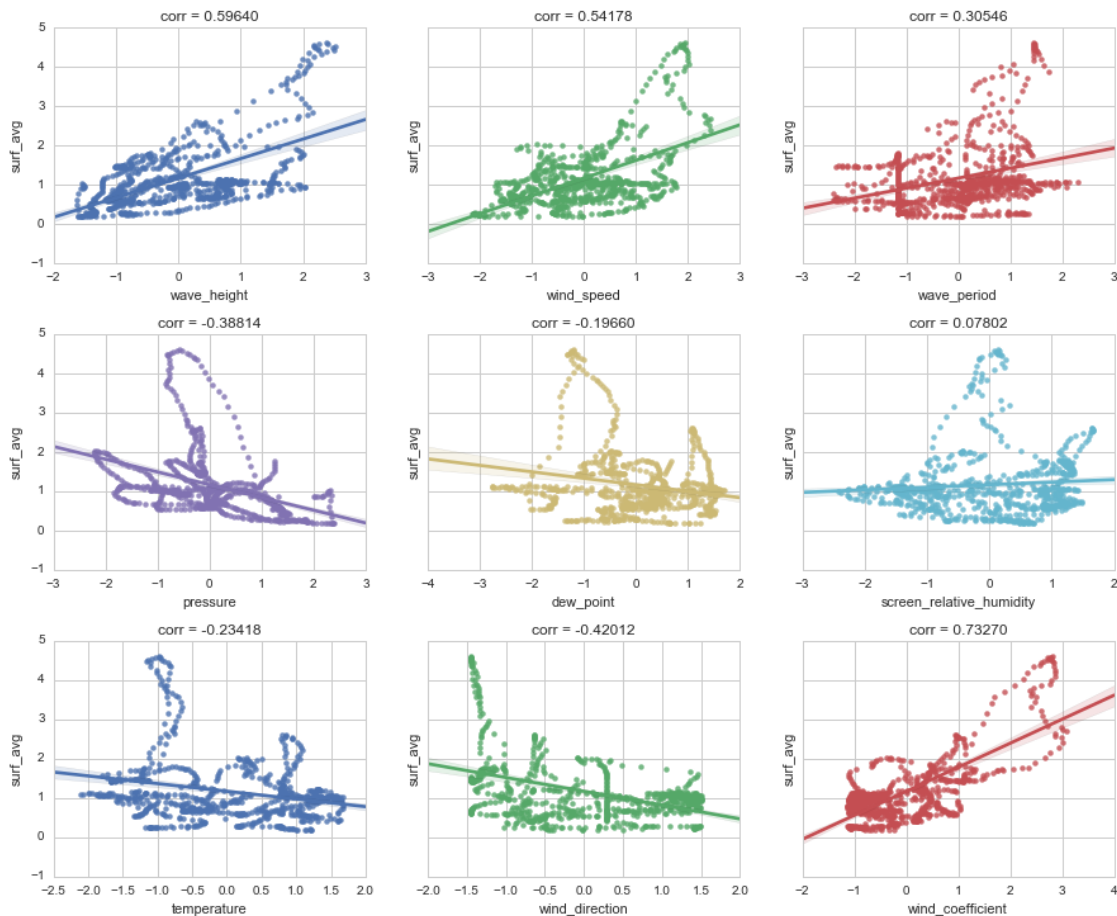 corr = 0.59640 corr = 0.54178 corr = 0.30546
5
4
3
2
1
0
−1
surf_avg surf_avg surf_avg
−2 −1 0 1 2 3 −3 −2 −1 0 1 2 3 −3 −2 −1 0 1 2 3
wave_height wind_speed wave_period
corr = -0.38814 corr = -0.19660 corr = 0.07802
5
4
3
2
1
0
−1
surf_avg surf_avg surf_avg
−3 −2 −1 0 1 2 3 −4 −3 −2 −1 0 1 2 −3 −2 −1 0 1 2
pressure dew_point screen_relative_humidity
corr = -0.23418 corr = -0.42012 corr = 0.73270
5
4
3
2
1
0
−1
surf_avg surf_avg surf_avg
−2.5 −2.0 −1.5 −1.0 −0.5 0.0 0.5 1.0 1.5 2.0 −2.0 −1.5 −1.0 −0.5 0.0 0.5 1.0 1.5 2.0 −2 −1 0 1 2 3 4
temperature wind_direction wind_coefficient